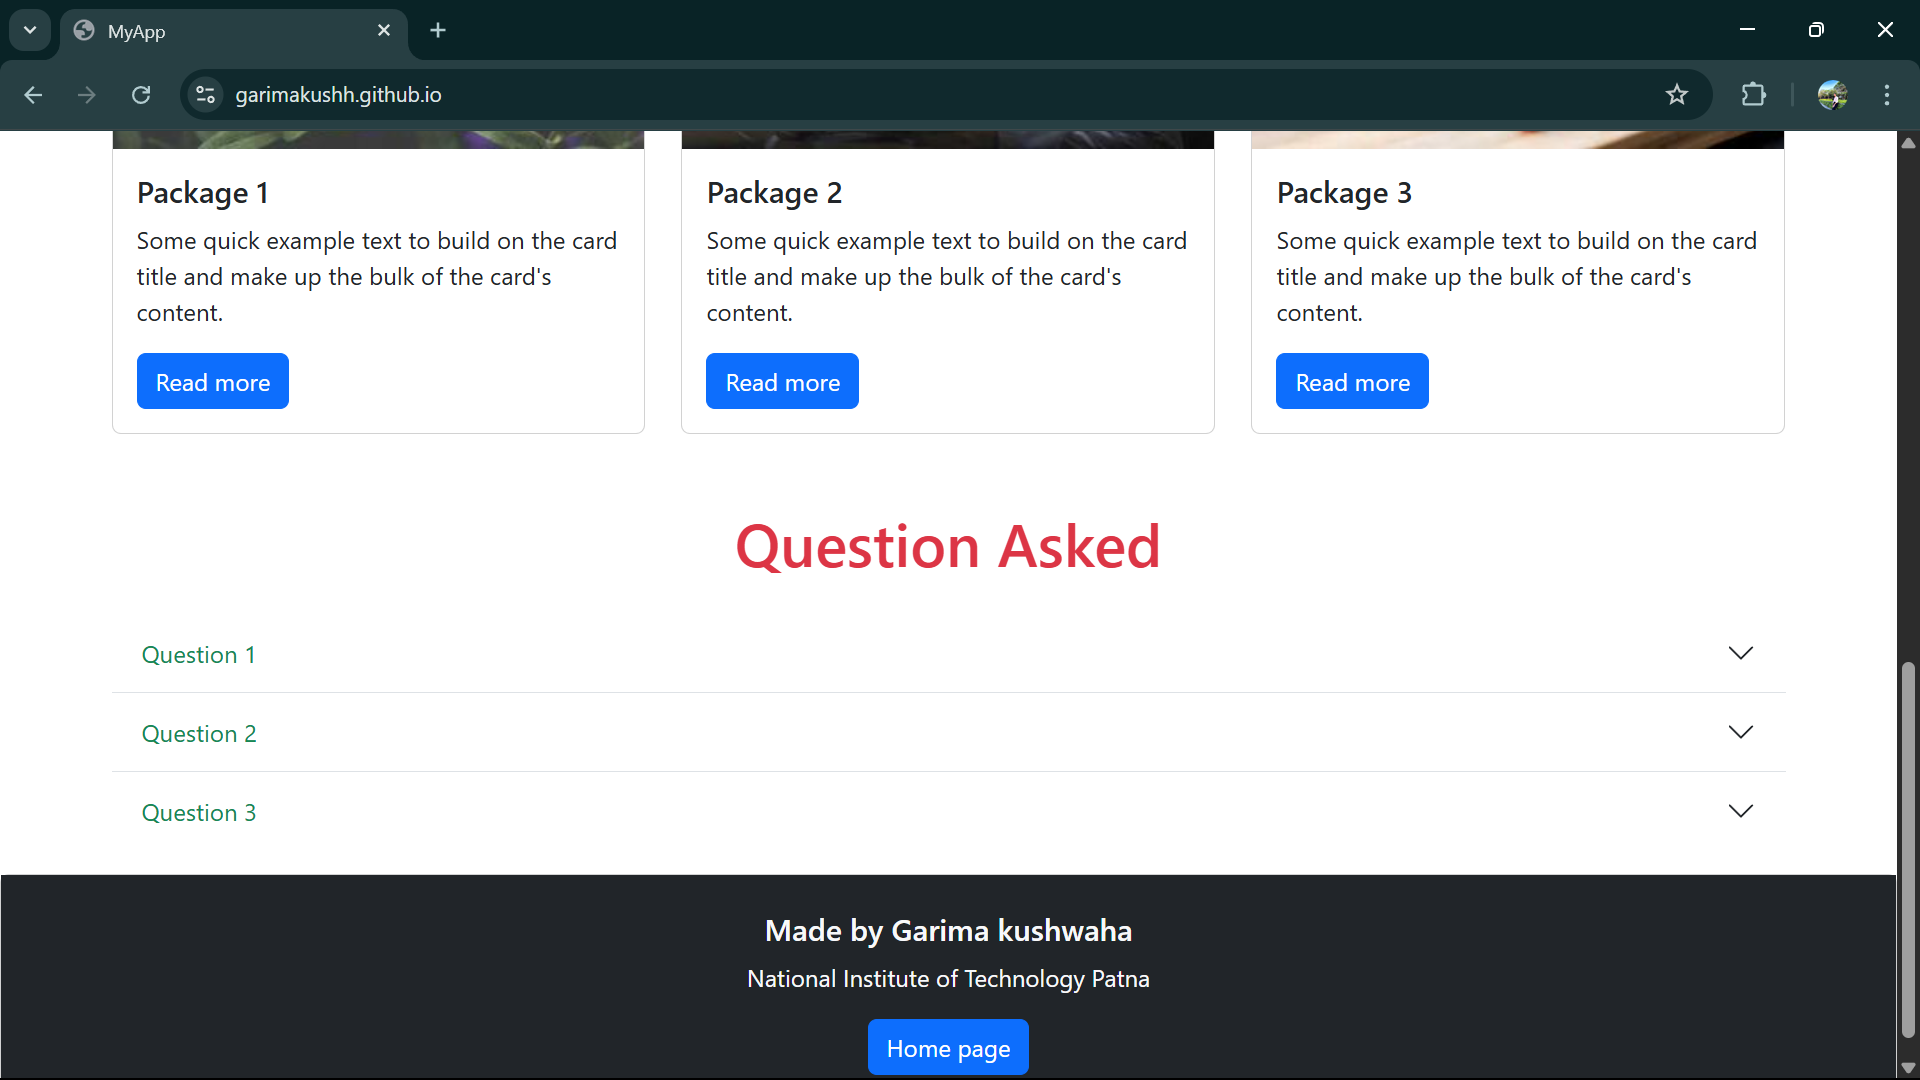 MyApp
garimakushh.github.io
Package 1
Some quick example text to build on the card
title and make up the bulk of the card's
content.
Read more
Package 2
Some quick example text to build on the card
title and make up the bulk of the card's
content.
Read more
Package 3
Some quick example text to build on the card
title and make up the bulk of the card's
content.
Read more
Question Asked
Question 1
Question 2
Question 3
Made by Garima kushwaha
National Institute of Technology Patna
Home page